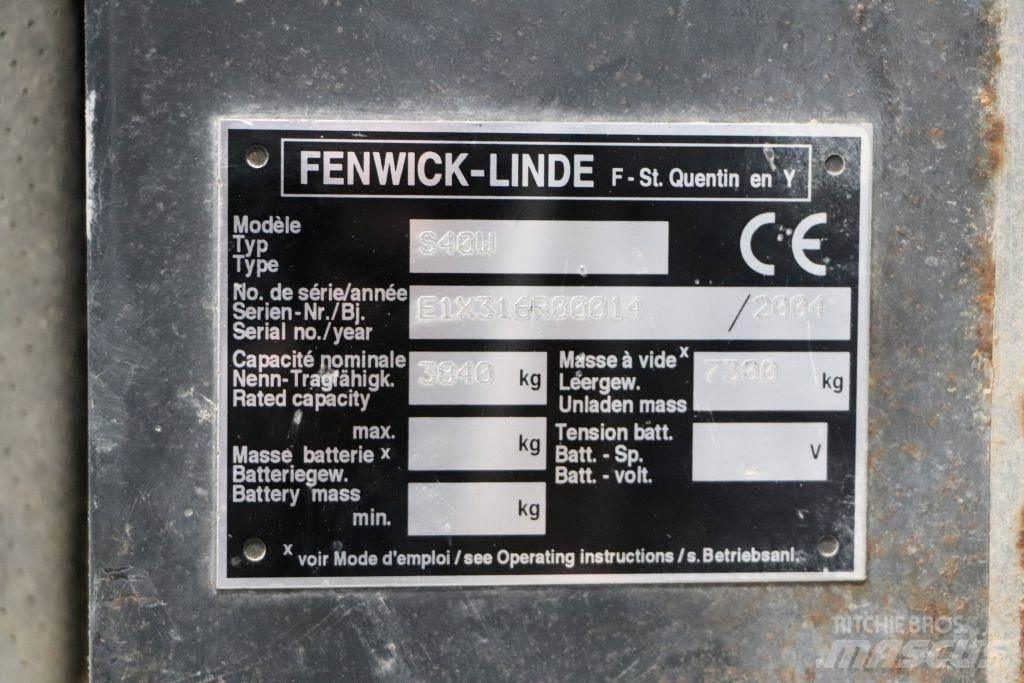 FENWICK-LINDE F - St. Quentin en Y
Modèle
Typ
Type
S40W
CE
No. de série/année
Serien-Nr./Bj.
Serial no./year
E1X316R00014 / 2004
Capacité nominale
Nenn-Tragfähigk.
Rated capacity
3840 kg
Masse à vide x
Leergew.
Unladen mass
7300 kg
max.
Masse batterie x
Batteriegew.
Battery mass
min.
kg
kg
Tension batt.
Batt. - Sp.
Batt. - volt.
V
x voir Mode d'emploi / see Operating instructions / s. Betriebsanl.
RITCHIE BROS
MASCUS